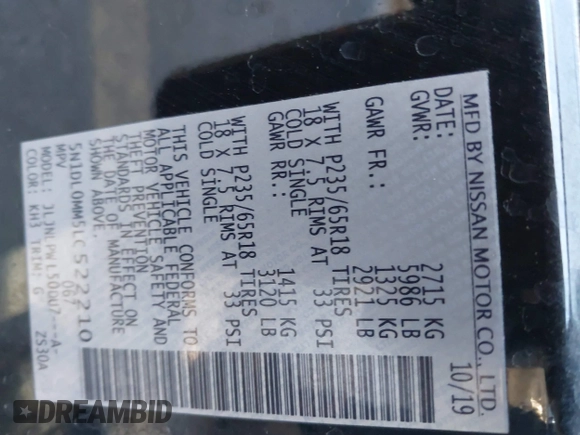 MFD BY NISSAN MOTOR CO., LTD.
DATE: 10/19
GVWR: 2715 KG
5986 LB
GAWR FR.: 1325 KG
2921 LB
WITH P235/65R18 TIRES
18 X 7.5 RIMS AT 33 PSI
COLD SINGLE
GAWR RR.: 1415 KG
3120 LB
WITH P235/65R18 TIRES
18 X 7.5 RIMS AT 33 PSI
COLD SINGLE
THIS VEHICLE CONFORMS TO
ALL APPLICABLE FEDERAL
MOTOR VEHICLE SAFETY AND
THEFT PREVENTION
STANDARDS IN EFFECT ON
THE DATE OF MANUFACTURE
SHOWN ABOVE.
5N1DL0MM5LC522210
MPV 067
MODEL: JLJNLPWL50DU7--A-
COLOR: KH3 TRIM: G ZS30A
DREAMBID